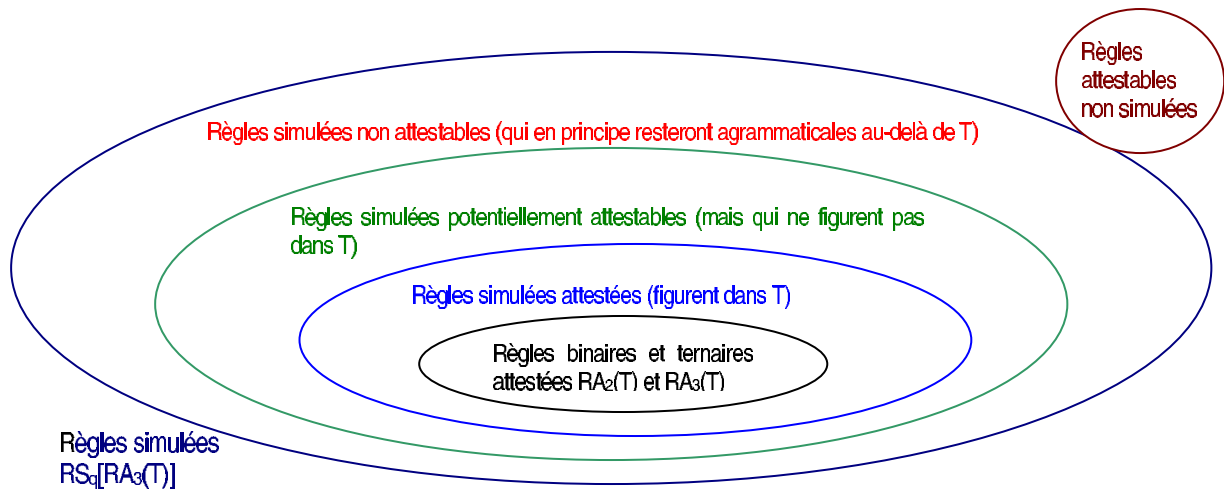 Règles
attestables
non simulées
Règles simulées non attestables (qui en principe resteront agrammaticales au-delà de T)
Règles simulées potentiellement attestables (mais qui ne figurent pas
dans T)
Règles simulées attestées (figurent dans T)
Règles binaires et ternaires
attestées RA₂(T) et RA₃(T)
Règles simulées
RSq[RA₃(T)]